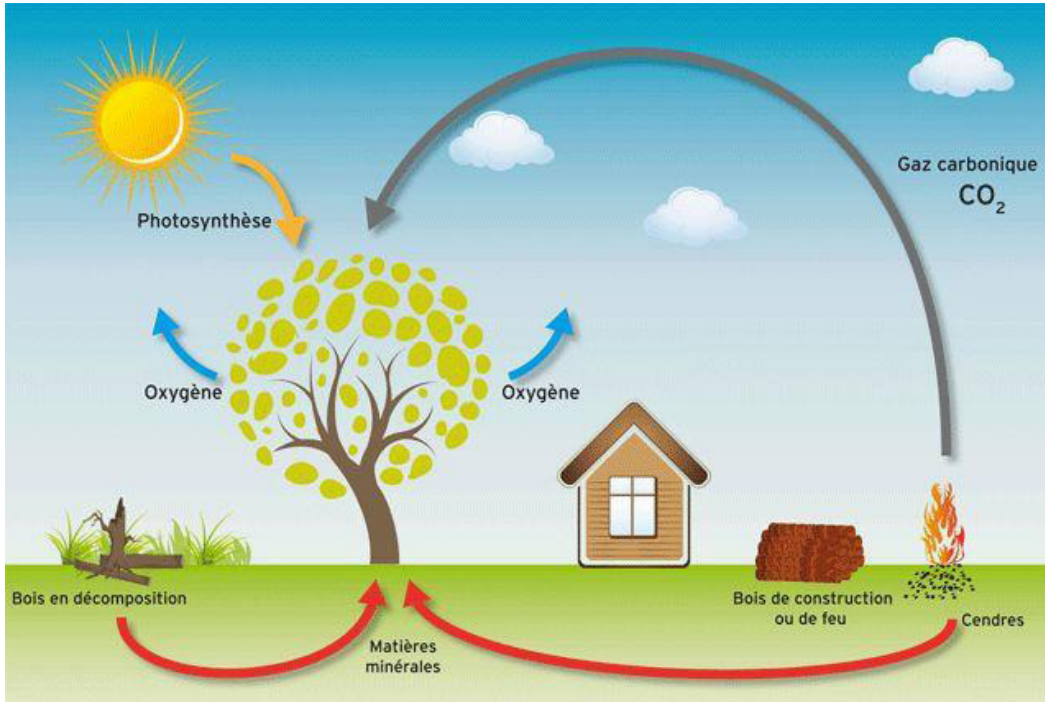 Gaz carbonique
CO₂
Photosynthèse
Oxygène
Oxygène
Bois en décomposition
Matières
minérales
Bois de construction
ou de feu
Cendres